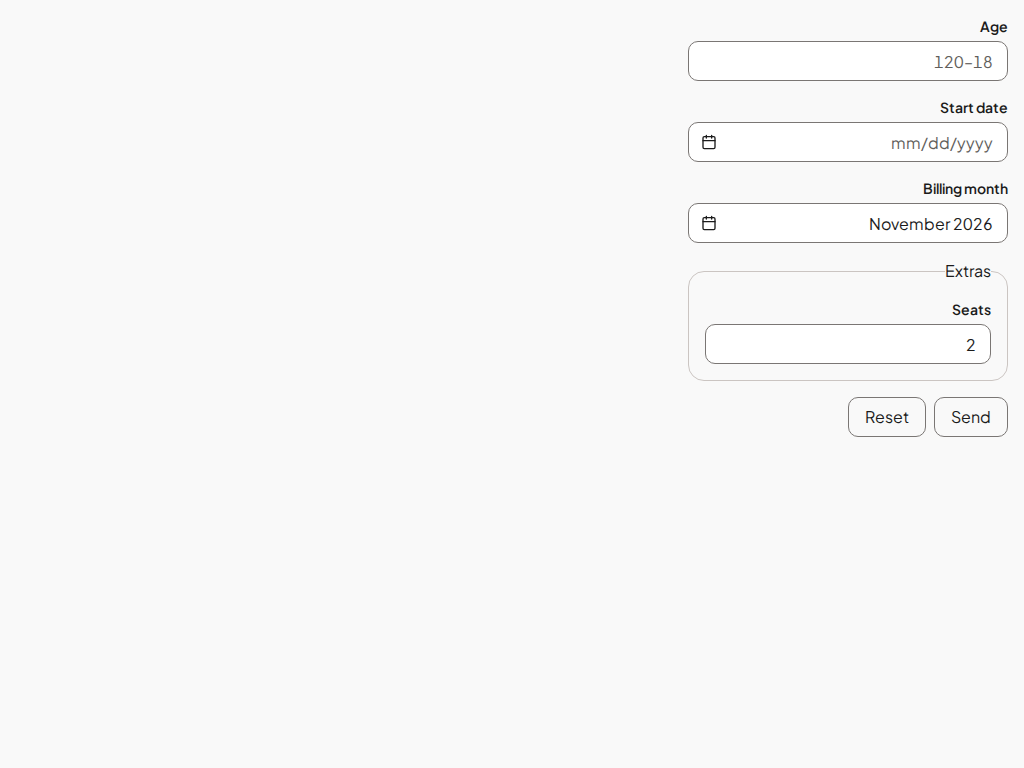 Age
120–18
Start date
mm/dd/yyyy
Billing month
November 2026
Extras
Seats
2
Send
Reset